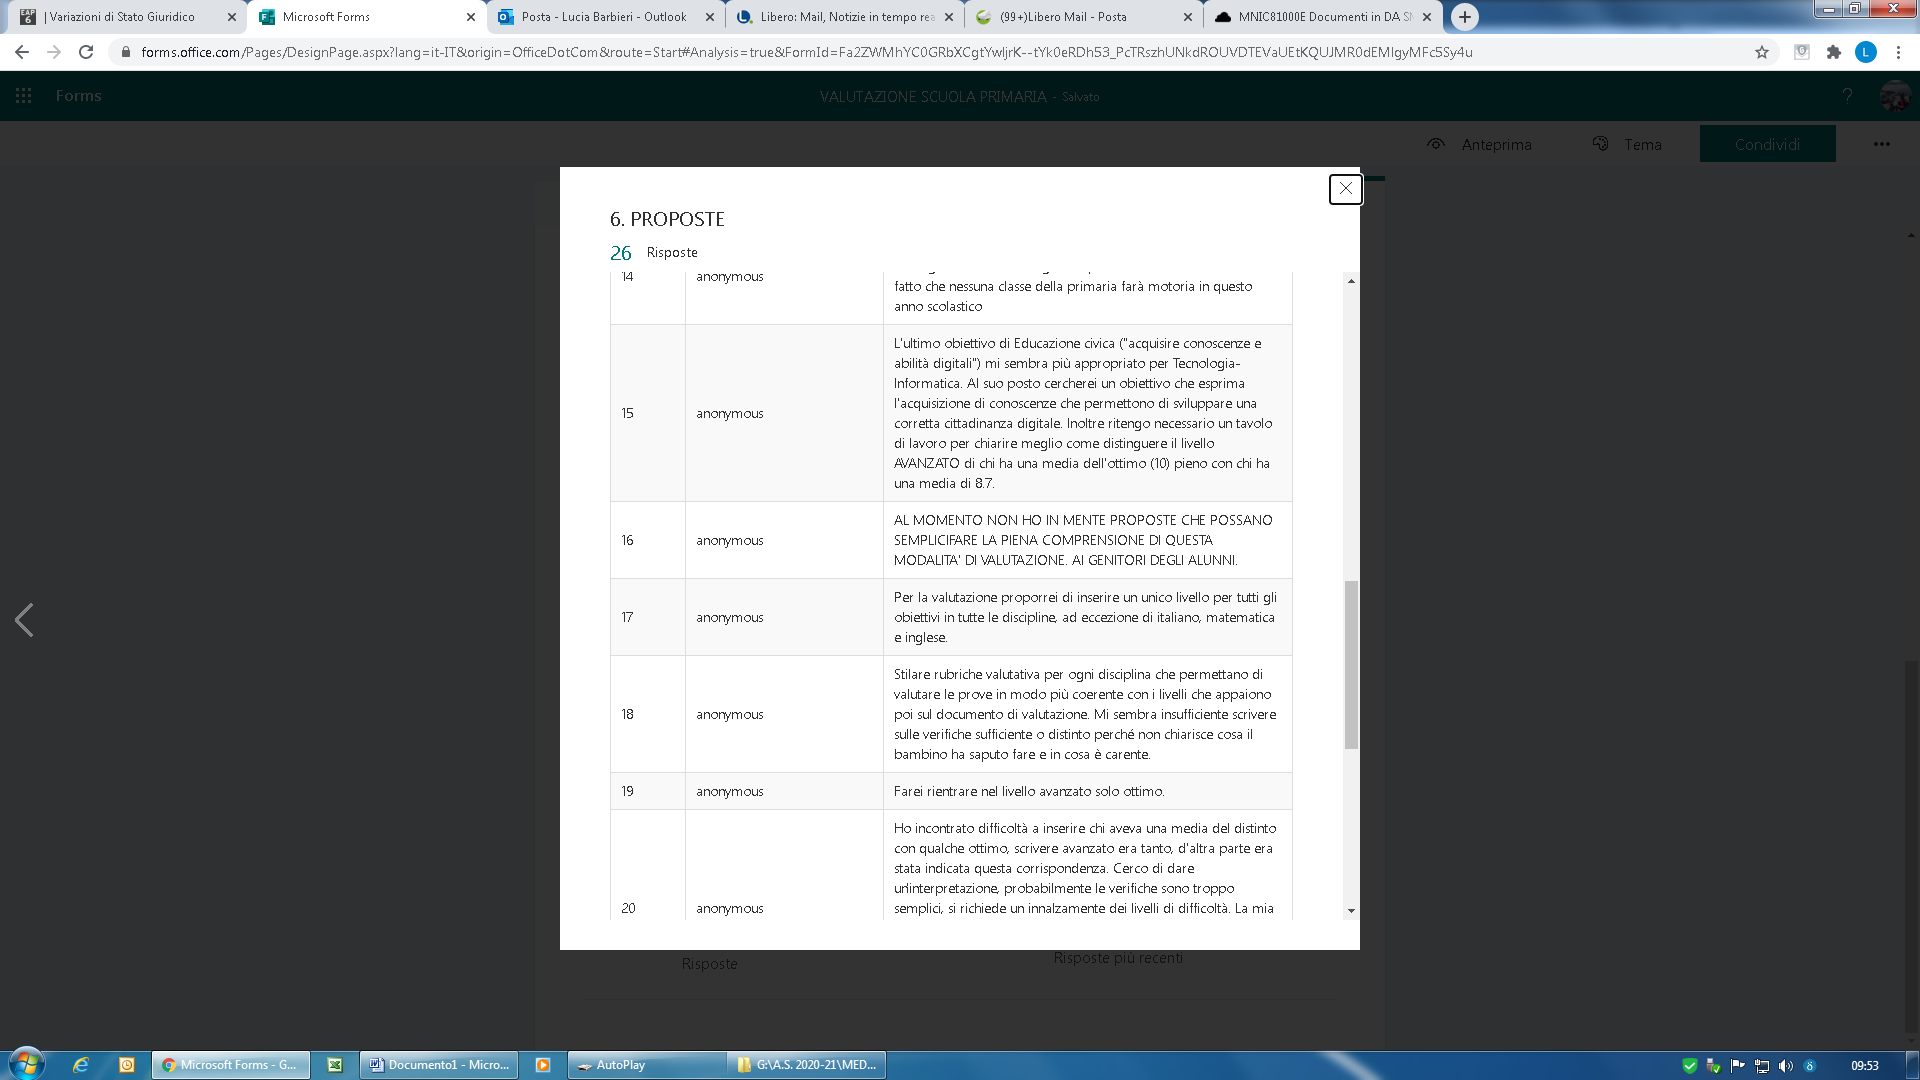 | Variazioni di Stato Giuridico
Microsoft Forms
Posta - Lucia Barbieri - Outlook
Libero: Mail, Notizie in tempo rea
(99+)Libero Mail - Posta
MNIC81000E Documenti in DA
forms.office.com/Pages/DesignPage.aspx?lang=it-IT&origin=OfficeDotCom&route=Start#Analysis=true&FormId=Fa2ZWMhYC0GRbXCgtYwljrK--tYk0eRDh53_PcTRszhUNkdROUVDTEVaUEtKQUJMR0dEMlgyMFc5Sy4u
L
Forms
VALUTAZIONE SCUOLA PRIMARIA - Salvato
?
Anteprima
Tema
Condividi
6. PROPOSTE
26 Risposte
14
anonymous
fatto che nessuna classe della primaria farà motoria in questo
anno scolastico
15
anonymous
L'ultimo obiettivo di Educazione civica ("acquisire conoscenze e
abilità digitali") mi sembra più appropriato per Tecnologia-
Informatica. Al suo posto cercherei un obiettivo che esprima
l'acquisizione di conoscenze che permettono di sviluppare una
corretta cittadinanza digitale. Inoltre ritengo necessario un tavolo
di lavoro per chiarire meglio come distinguere il livello
AVANZATO di chi ha una media dell'ottimo (10) pieno con chi ha
una media di 8.7.
16
anonymous
AL MOMENTO NON HO IN MENTE PROPOSTE CHE POSSANO
SEMPLICIFARE LA PIENA COMPRENSIONE DI QUESTA
MODALITA' DI VALUTAZIONE. AI GENITORI DEGLI ALUNNI.
17
anonymous
Per la valutazione proporrei di inserire un unico livello per tutti gli
obiettivi in tutte le discipline, ad eccezione di italiano, matematica
e inglese.
18
anonymous
Stilare rubriche valutativa per ogni disciplina che permettano di
valutare le prove in modo più coerente con i livelli che appaiono
poi sul documento di valutazione. Mi sembra insufficiente scrivere
sulle verifiche sufficiente o distinto perché non chiarisce cosa il
bambino ha saputo fare e in cosa è carente.
19
anonymous
Farei rientrare nel livello avanzato solo ottimo.
20
anonymous
Ho incontrato difficoltà a inserire chi aveva una media del distinto
con qualche ottimo, scrivere avanzato era tanto, d'altra parte era
stata indicata questa corrispondenza. Cerco di dare
un'interpretazione, probabilmente le verifiche sono troppo
semplici, si richiede un innalzamento dei livelli di difficoltà. La mia
Risposte
Risposte più recenti
Microsoft Forms - G...
Documento1 - Micro...
AutoPlay
G:\A.S. 2020-21\MED...
09:53